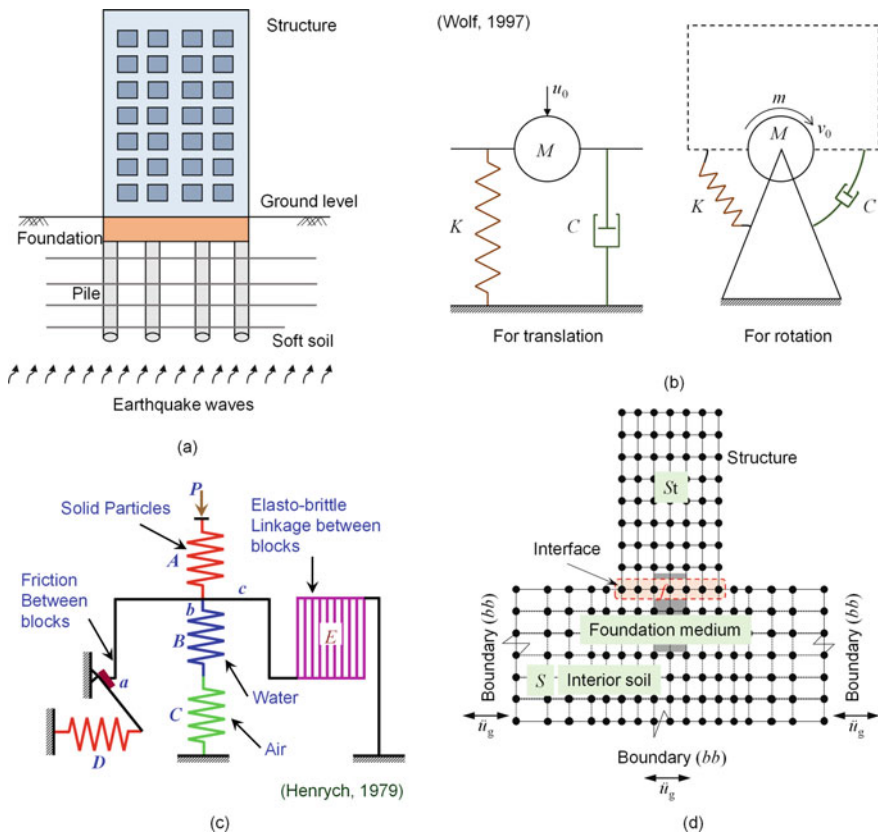 Structure
Ground level
Foundation
Pile
Soft soil
Earthquake waves
(a)
(Wolf, 1997)
u0
M
K
C
For translation
m
M
v0
K
C
For rotation
(b)
P
Solid Particles
A
Elasto-brittle
Linkage between
blocks
Friction
Between
blocks
c
b
B
E
a
Water
C
Air
D
(Henrych, 1979)
(c)
Structure
St
Interface
f
Foundation medium
S
Interior soil
Boundary (bb)
üg
Boundary (bb)
üg
Boundary (bb)
üg
(d)